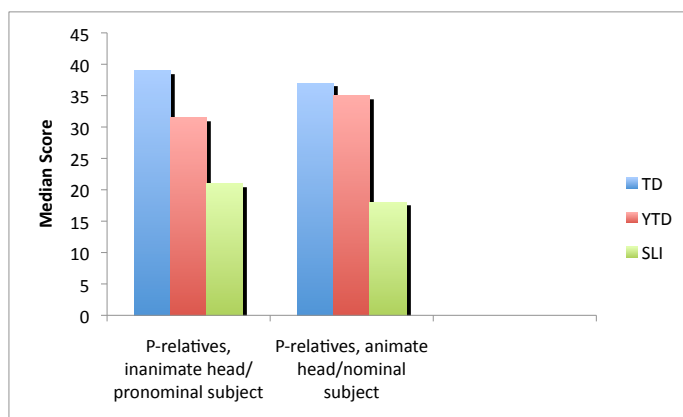 45
40
35
30
25
20
15
10
5
0
Median Score
P-relatives,
inanimate head/
pronominal subject
P-relatives, animate
head/nominal
subject
TD
YTD
SLI